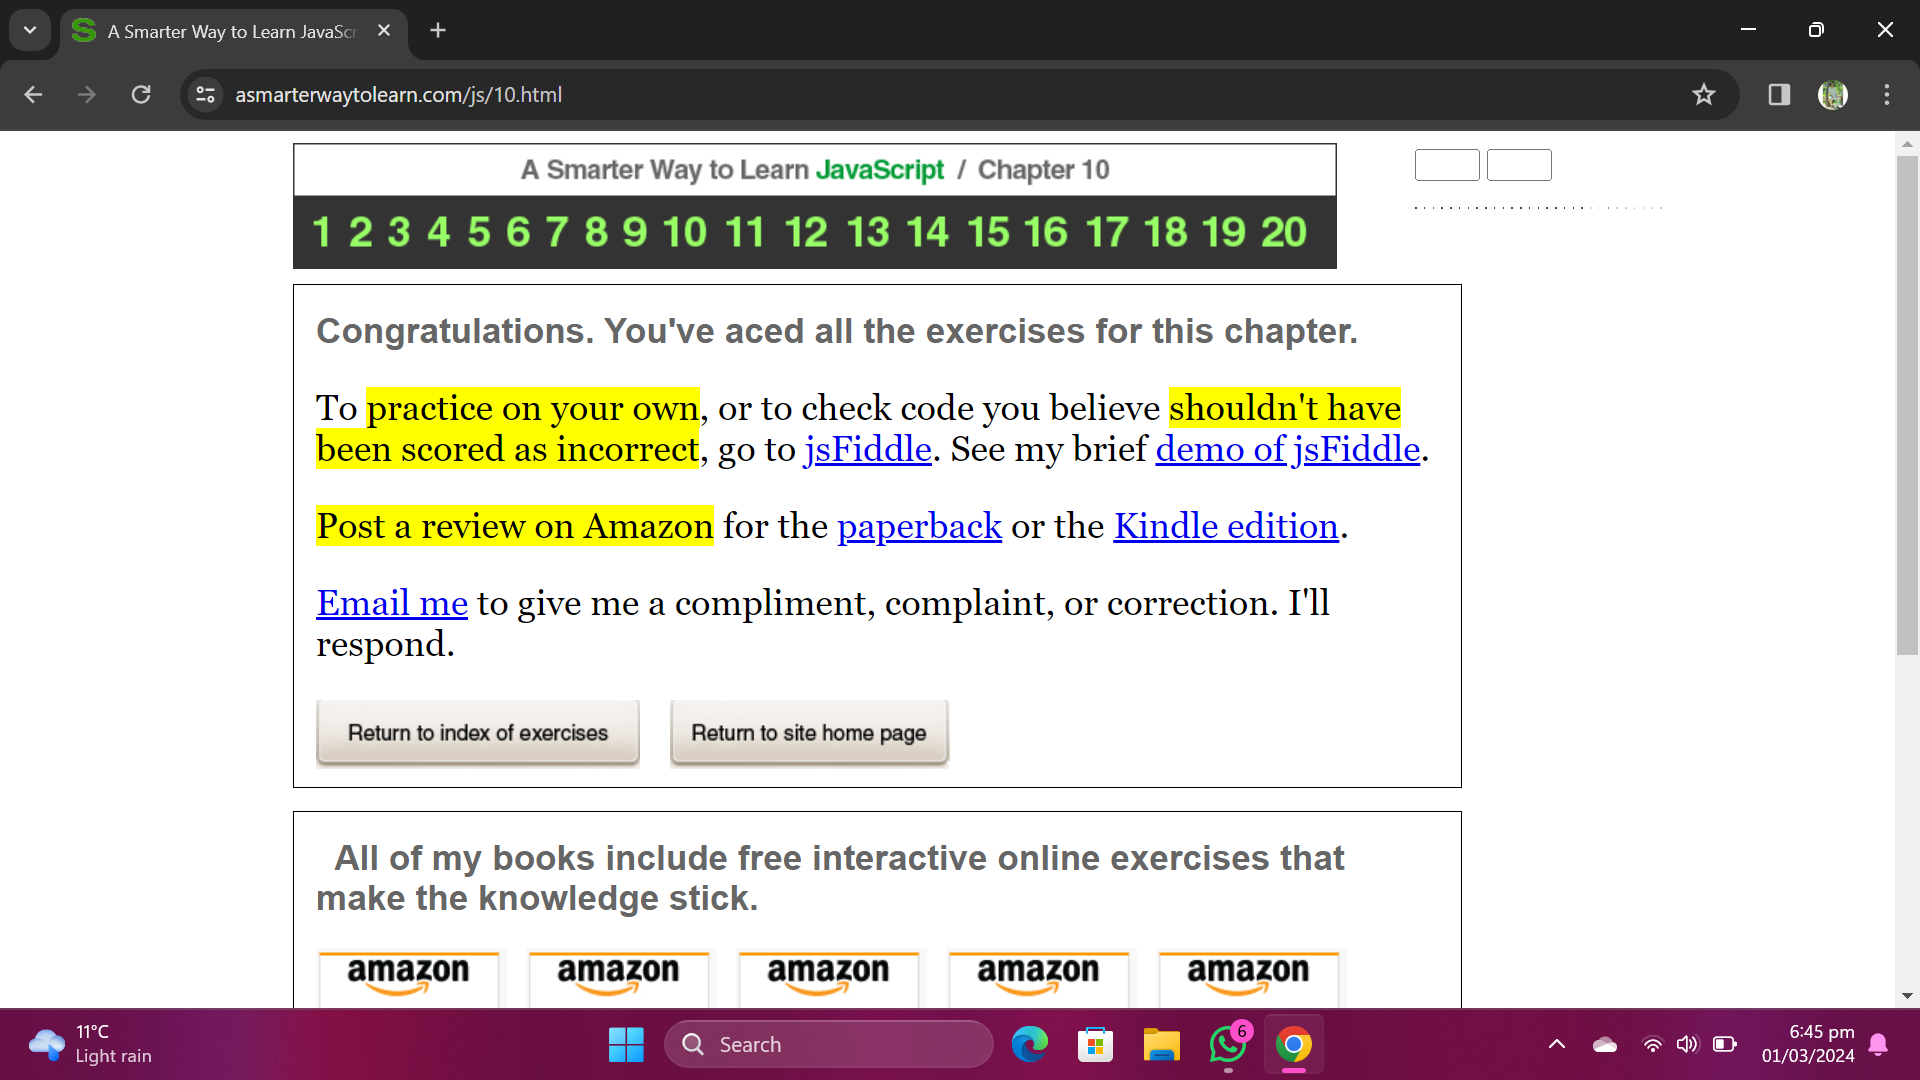 A Smarter Way to Learn JavaScr
asmarterwaytolearn.com/js/10.html
A Smarter Way to Learn JavaScript / Chapter 10
1 2 3 4 5 6 7 8 9 10 11 12 13 14 15 16 17 18 19 20
Congratulations. You've aced all the exercises for this chapter.
To practice on your own, or to check code you believe shouldn't have
been scored as incorrect, go to jsFiddle. See my brief demo of jsFiddle.
Post a review on Amazon for the paperback or the Kindle edition.
Email me to give me a compliment, complaint, or correction. I'll
respond.
Return to index of exercises Return to site home page
All of my books include free interactive online exercises that
make the knowledge stick.
amazon amazon amazon amazon amazon
11°C
Light rain
Search
6
6:45 pm
01/03/2024